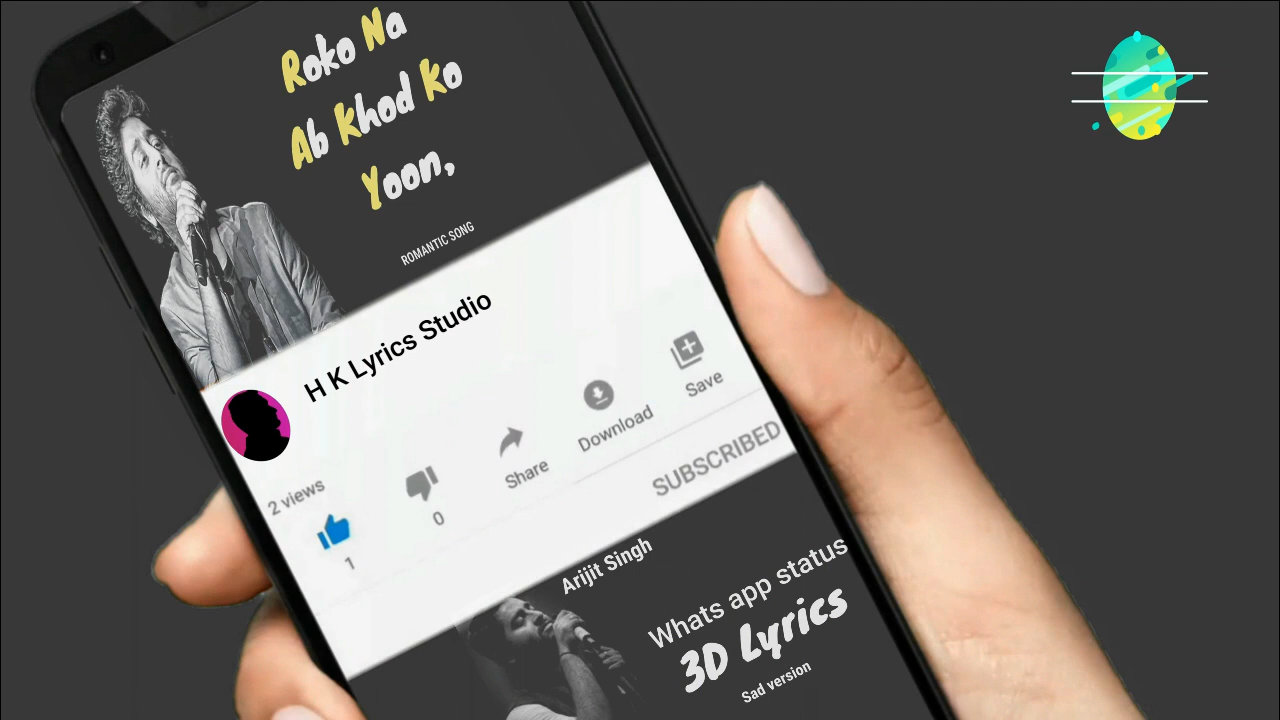 Roko Na
Ab Khod Ko
Yoon,
ROMANTIC SONG
H K Lyrics Studio
2 views
1
0
Share
Download
Save
SUBSCRIBED
Arijit Singh
Whats app status
3D Lyrics
Sad version